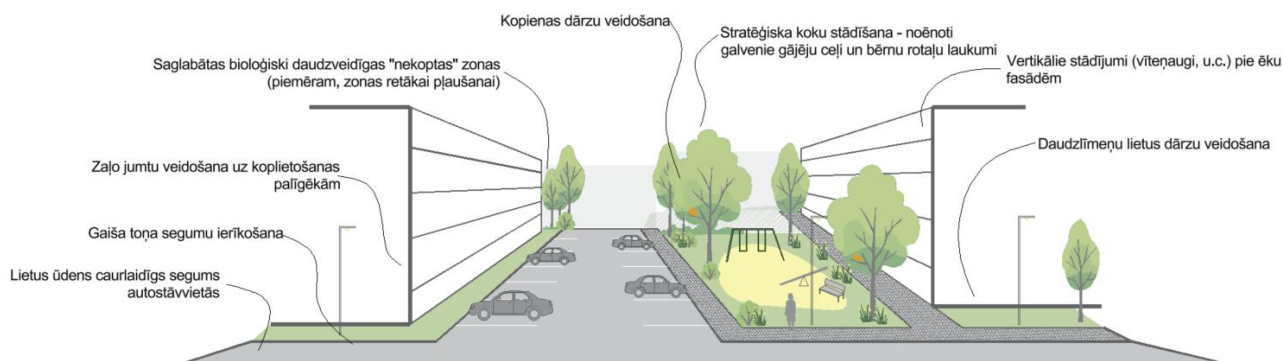 Kopienas dārzu veidošana
Stratēģiska koku stādīšana - noēnoti
galvenie gājēju ceļi un bērnu rotaļu laukumi
Saglabātas bioloģiski daudzveidīgas "nekoptas" zonas
(piemēram, zonas retākai pļaušanai)
Vertikālie stādījumi (vīteņaugi, u.c.) pie ēku
fasādēm
Zaļo jumtu veidošana uz koplietošanas
palīgēkām
Daudzlīmeņu lietus dārzu veidošana
Gaiša toņa segumu ierīkošana
Lietus ūdens caurlaidīgs segums
autostāvvietās